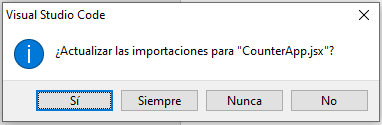 Visual Studio Code
¿Actualizar las importaciones para "CounterApp.jsx"?
Sí Siempre Nunca No